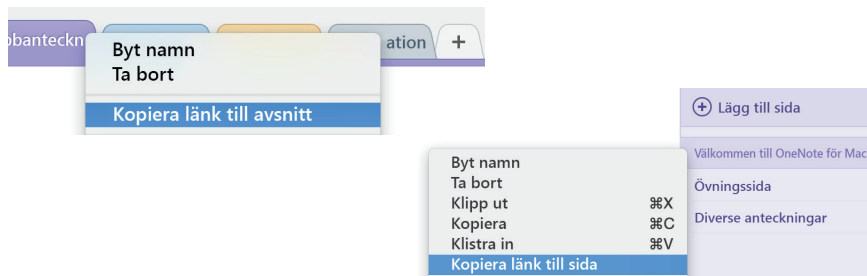 bbanteckn
ation +
Byt namn
Ta bort
Kopiera länk till avsnitt
Lägg till sida
Välkommen till OneNote för Mac
Övningssida
Diverse anteckningar
Byt namn
Ta bort
Klipp ut ⌘X
Kopiera ⌘C
Klistra in ⌘V
Kopiera länk till sida